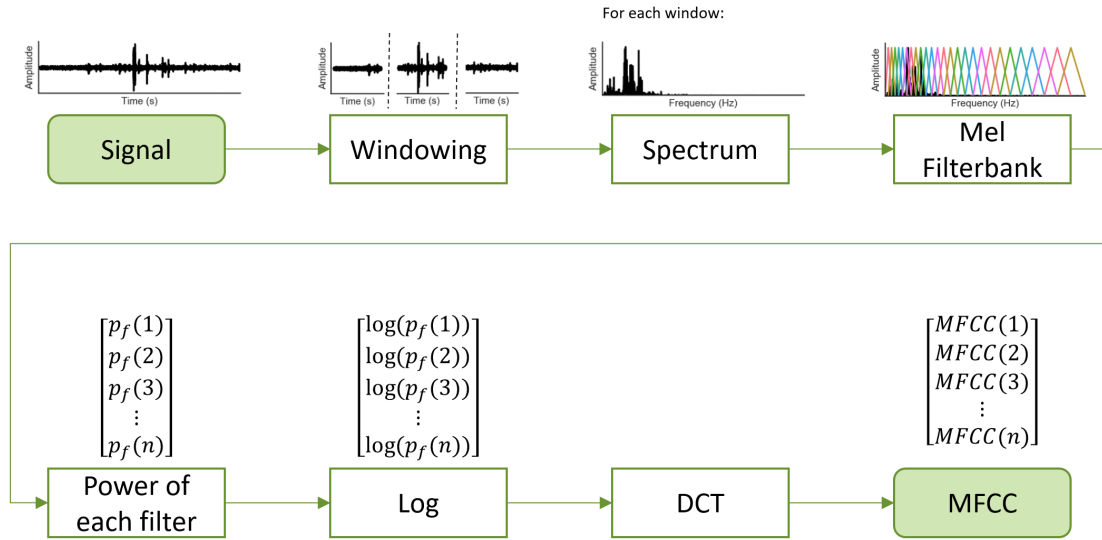 For each window:
Amplitude
Time (s)
Amplitude
Time (s)
Time (s)
Time (s)
Amplitude
Frequency (Hz)
Amplitude
Frequency (Hz)
Signal
Windowing
Spectrum
Mel
Filterbank
p_f(1)
p_f(2)
p_f(3)
⋮
p_f(n)
log(p_f(1))
log(p_f(2))
log(p_f(3))
⋮
log(p_f(n))
MFCC(1)
MFCC(2)
MFCC(3)
⋮
MFCC(n)
Power of
each filter
Log
DCT
MFCC